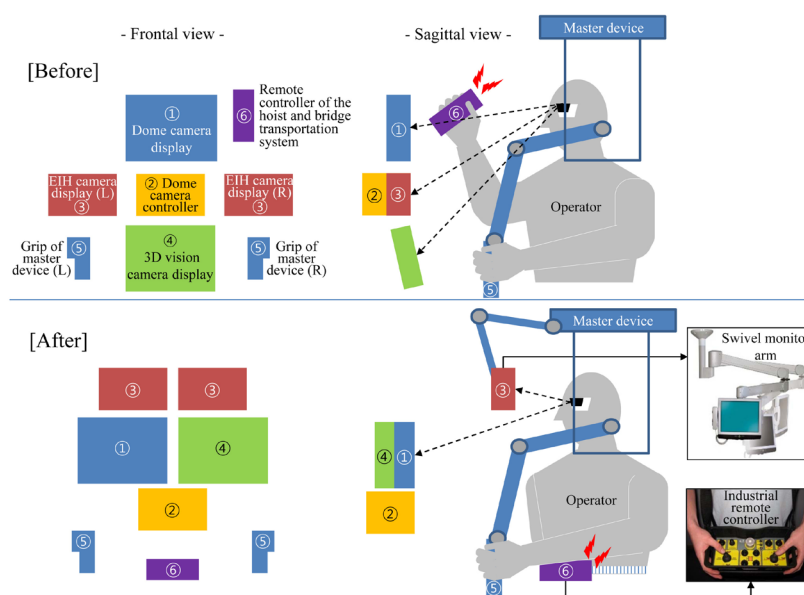 - Frontal view -
- Sagittal view -
Master device
[Before]
①
Dome camera
display
⑥
Remote
controller of the
hoist and bridge
transportation
system
EIH camera
display (L)
③
② Dome
camera
controller
EIH camera
display (R)
③
④
3D vision
camera display
Grip of
master
device (L)
⑤
⑤
Grip of
master
device (R)
⑥
①
②
③
Operator
⑤
[After]
Master device
③
③
①
④
②
⑤
⑤
⑥
③
④
①
②
Operator
⑤
⑥
Swivel monito
arm
Industrial
remote
controller